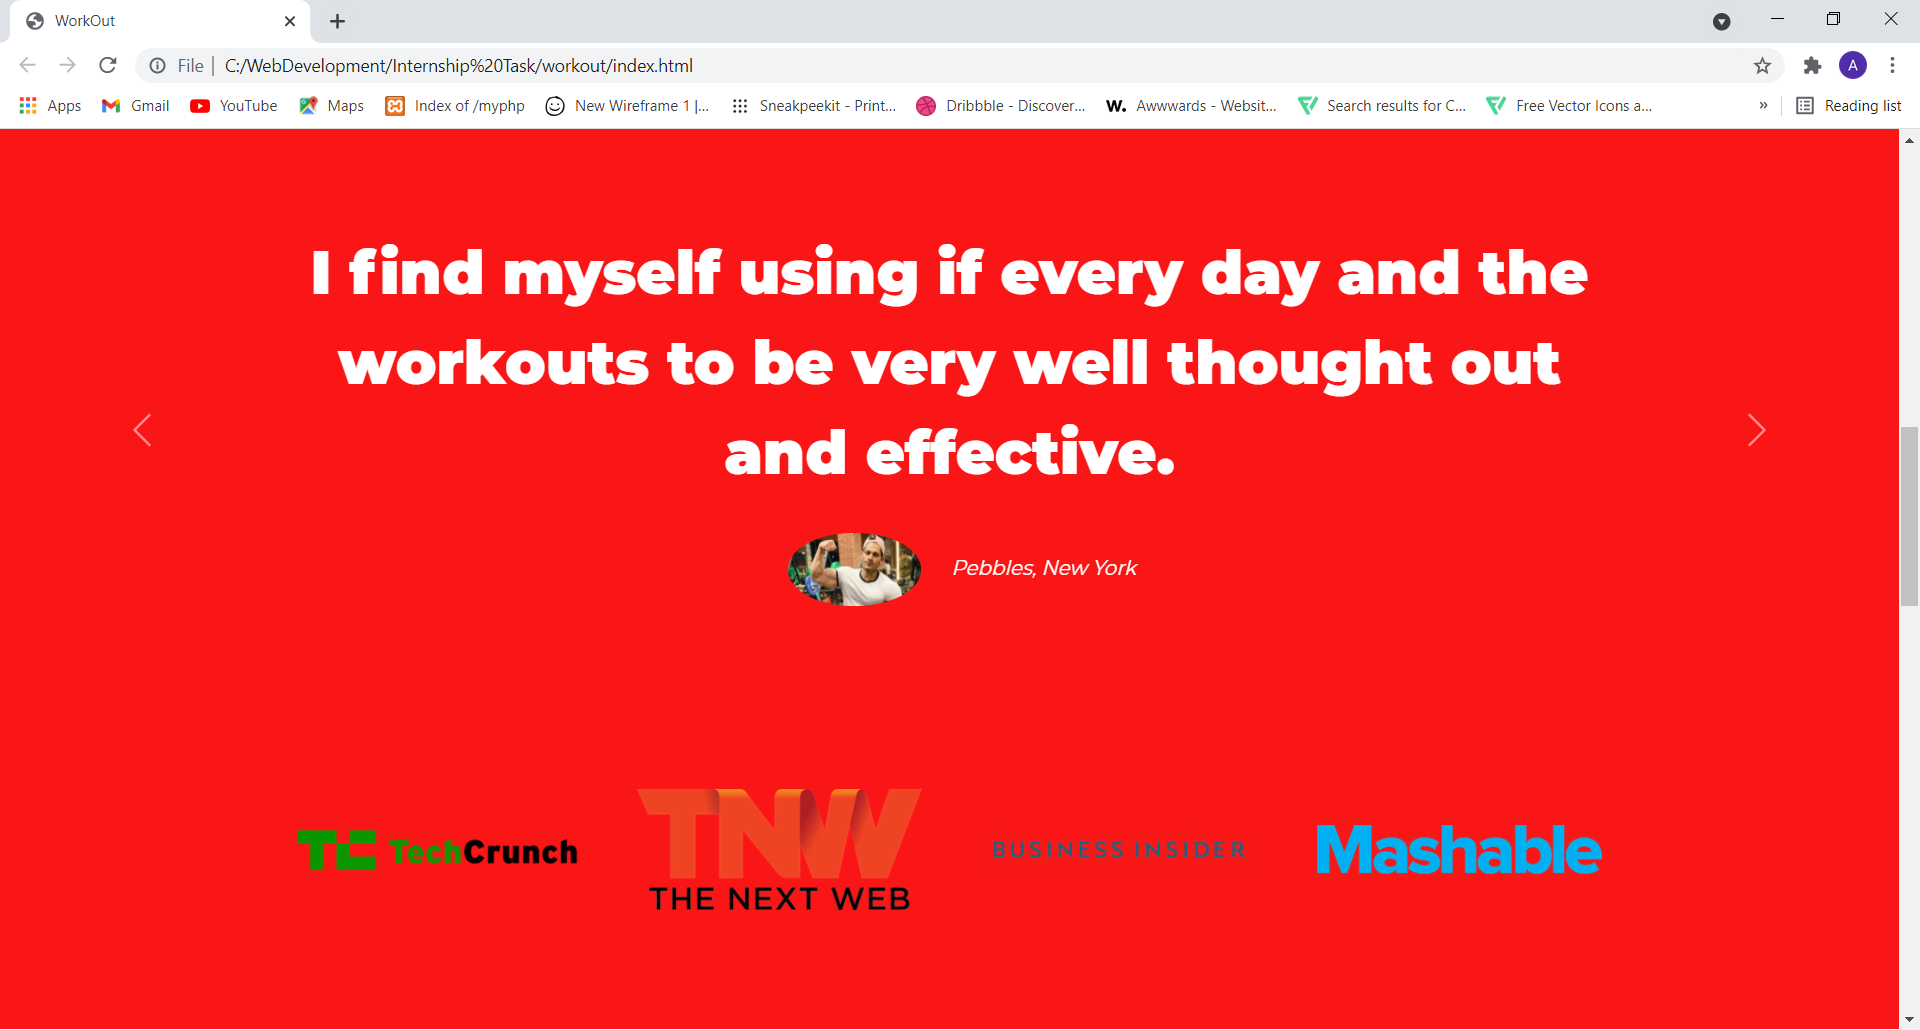 WorkOut
File
C:/WebDevelopment/Internship%20Task/workout/index.html
A
Apps
Gmail
YouTube
Maps
Index of /myphp
New Wireframe 1 |...
Sneakpeekit - Print...
Dribbble - Discover...
W. Awwwards - Websit...
Search results for C...
Free Vector Icons a...
»
Reading list
I find myself using if every day and the
workouts to be very well thought out
and effective.
Pebbles, New York
TC TechCrunch
TNW
THE NEXT WEB
BUSINESS INSIDER
Mashable